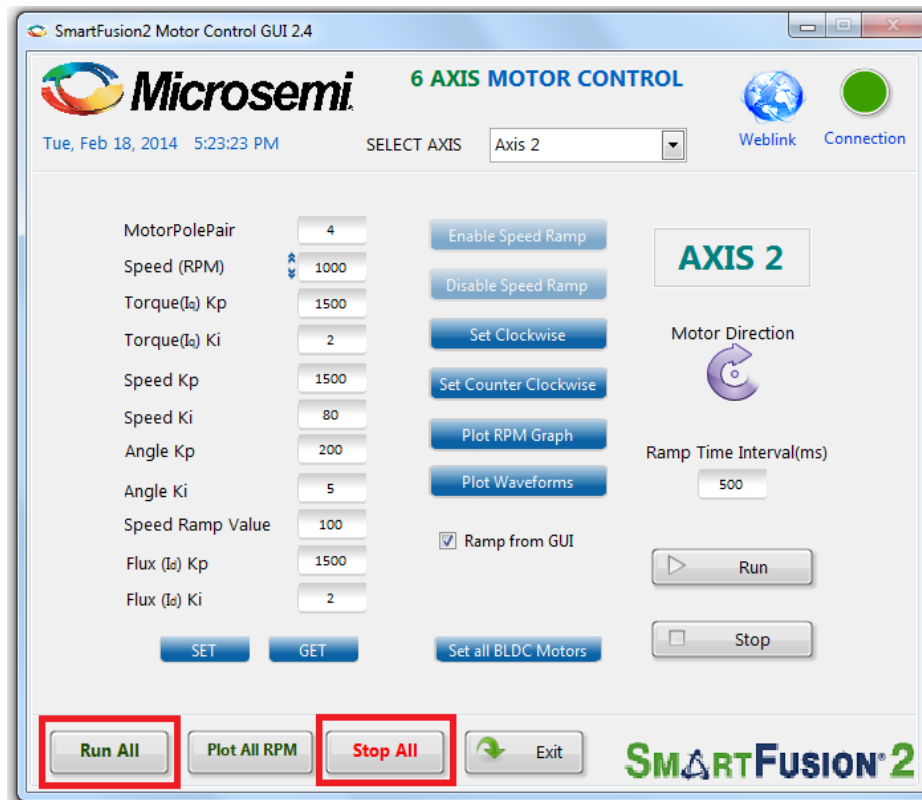 SmartFusion2 Motor Control GUI 2.4
Microsemi.
6 AXIS MOTOR CONTROL
Weblink
Connection
Tue, Feb 18, 2014 5:23:23 PM
SELECT AXIS
Axis 2
MotorPolePair 4
Speed (RPM) 1000
Torque(Iq) Kp 1500
Torque(Iq) Ki 2
Speed Kp 1500
Speed Ki 80
Angle Kp 200
Angle Ki 5
Speed Ramp Value 100
Flux (Id) Kp 1500
Flux (Id) Ki 2
SET
GET
Enable Speed Ramp
Disable Speed Ramp
Set Clockwise
Set Counter Clockwise
Plot RPM Graph
Plot Waveforms
Ramp from GUI
Set all BLDC Motors
AXIS 2
Motor Direction
Ramp Time Interval(ms)
500
Run
Stop
Run All
Plot All RPM
Stop All
Exit
SMARTFUSION®2